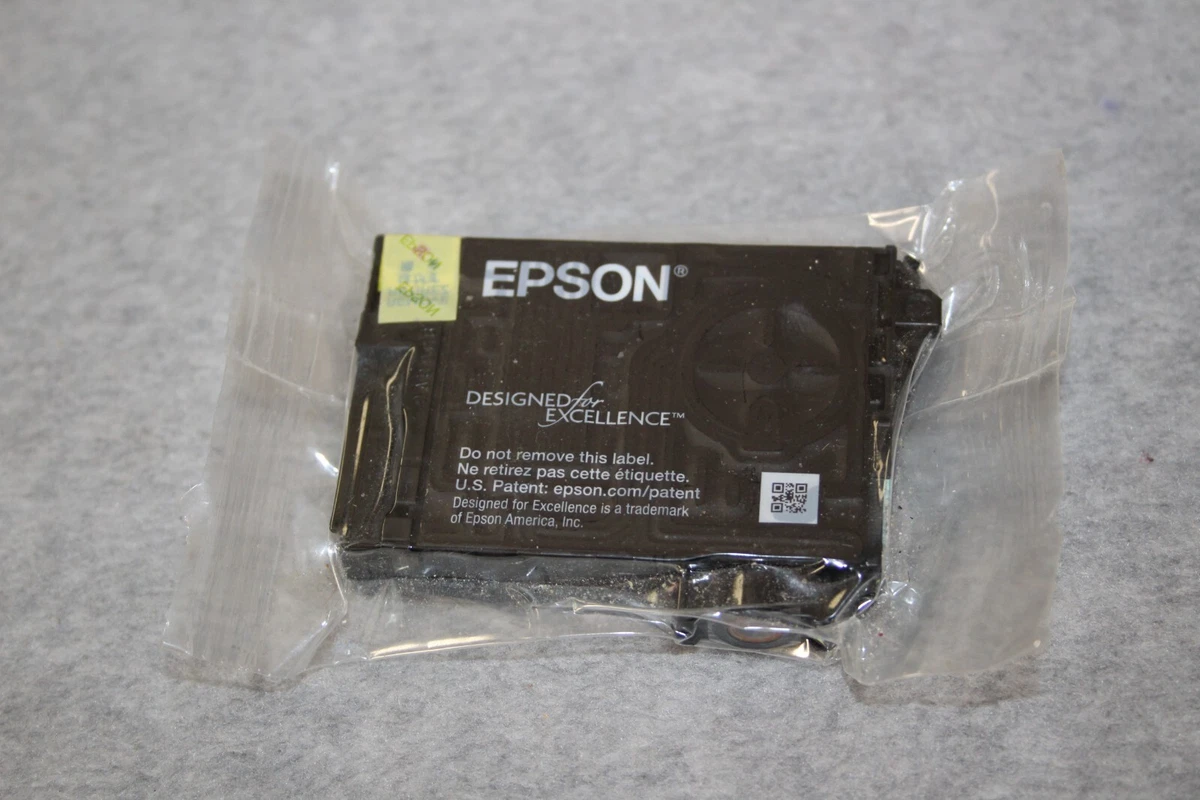 EPSON®
DESIGNED for
EXCELLENCE™
Do not remove this label.
Ne retirez pas cette étiquette.
U.S. Patent: epson.com/patent
Designed for Excellence is a trademark
of Epson America, Inc.